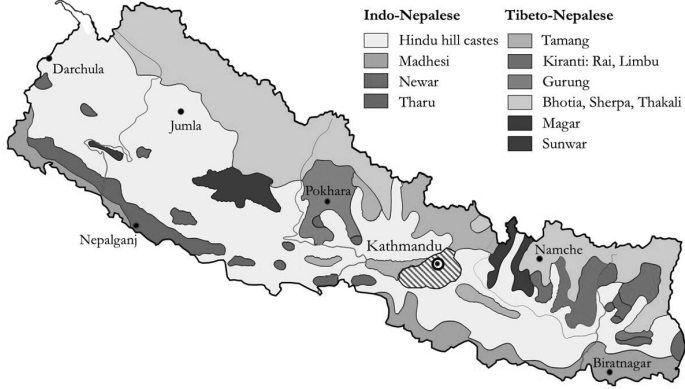 Indo-Nepalese
Hindu hill castes
Madhesi
Newar
Tharu
Tibeto-Nepalese
Tamang
Kiranti: Rai, Limbu
Gurung
Bhotia, Sherpa, Thakali
Magar
Sunwar
Darchula
Jumla
Nepalganj
Pokhara
Kathmandu
Namche
Biratnagar